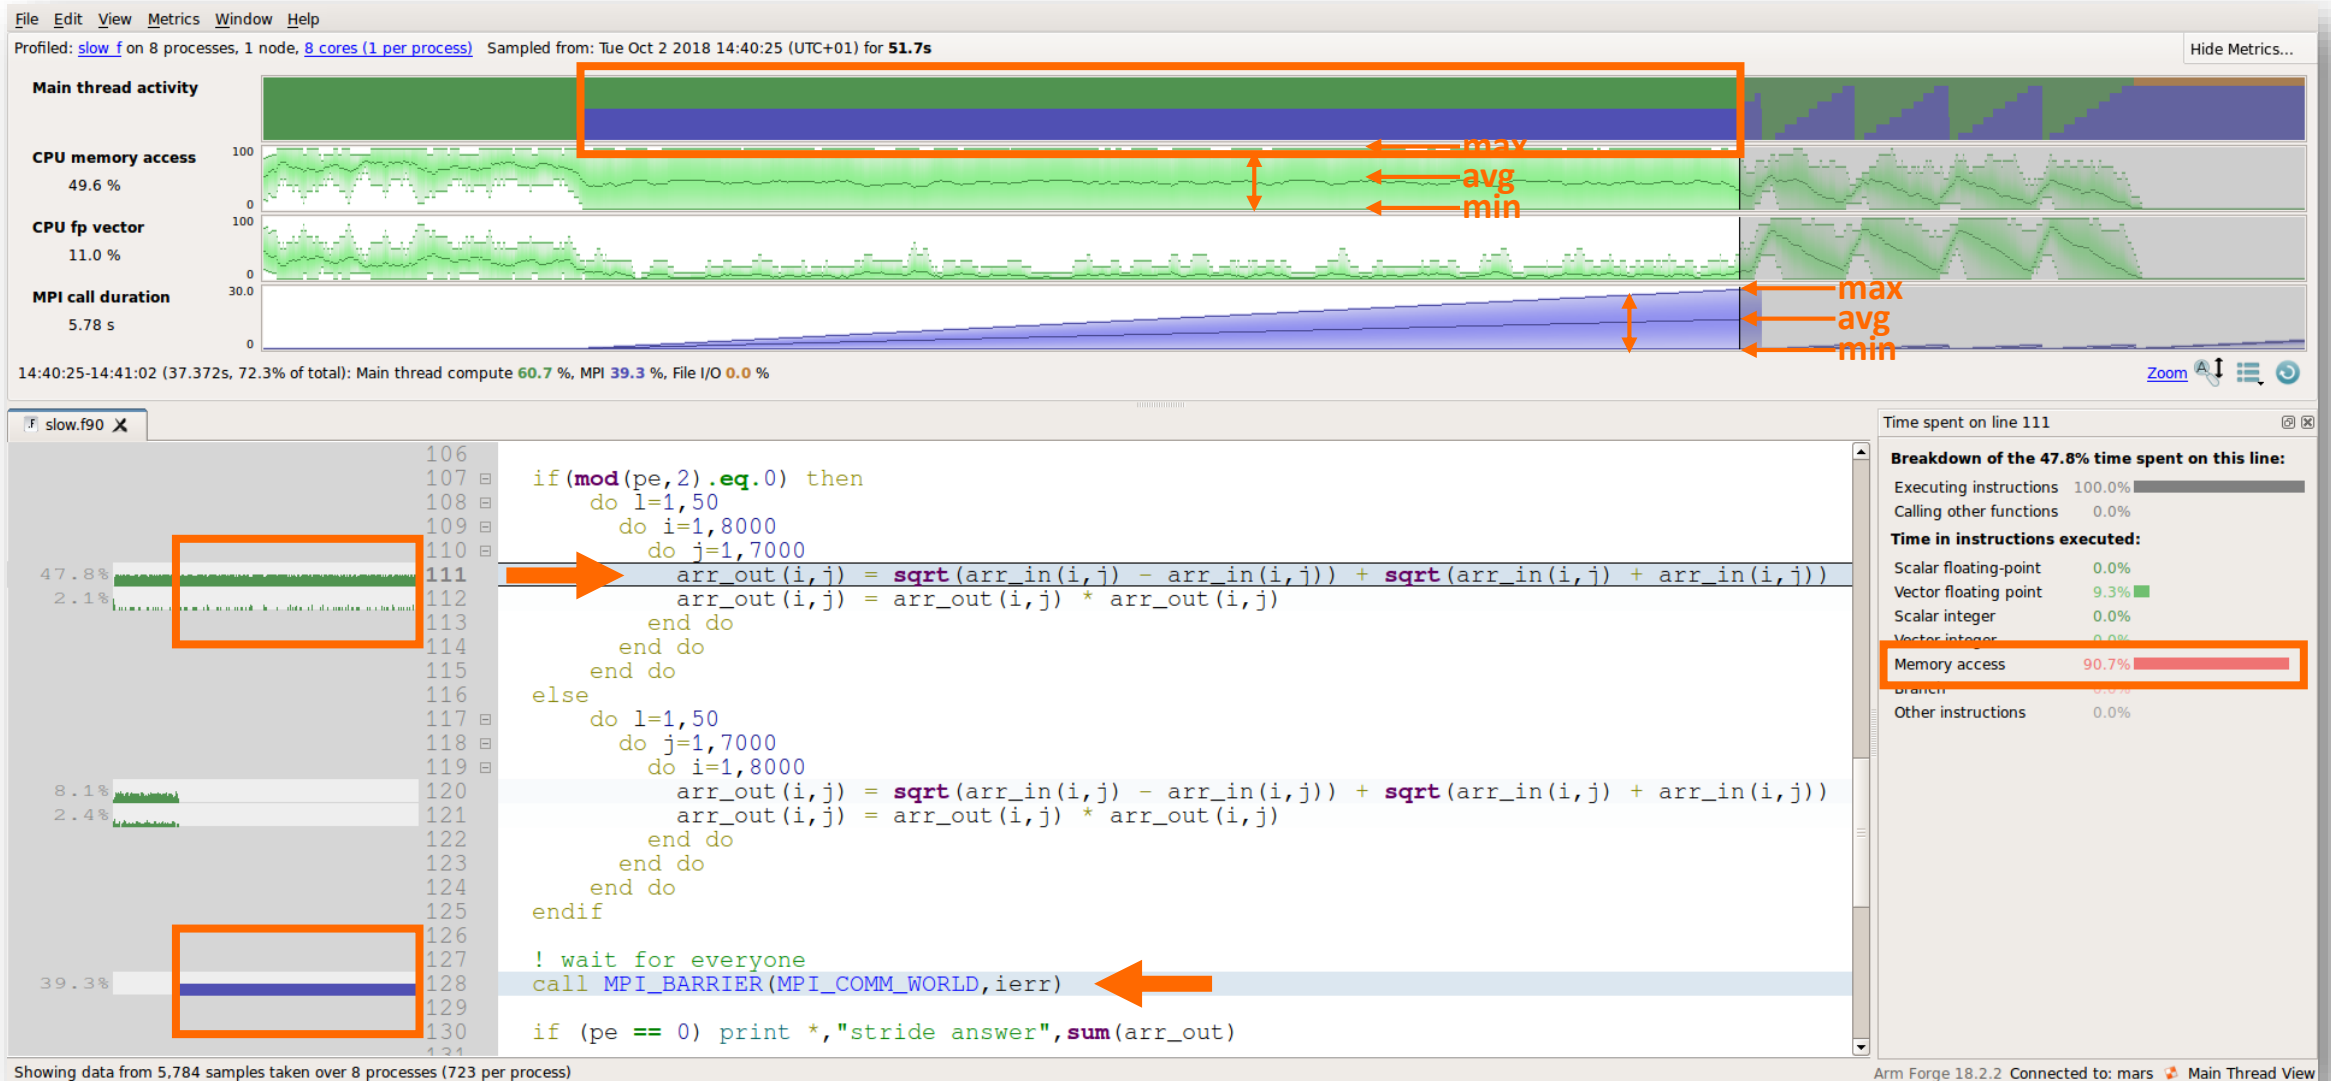 File Edit View Metrics Window Help
Profiled: slow_f on 8 processes, 1 node, 8 cores (1 per process) Sampled from: Tue Oct 2 2018 14:40:25 (UTC+01) for 51.7s
Hide Metrics...
Main thread activity
CPU memory access
49.6 %
100
0
max
avg
min
CPU fp vector
11.0 %
100
0
MPI call duration
5.78 s
30.0
0
max
avg
min
14:40:25-14:41:02 (37.372s, 72.3% of total): Main thread compute 60.7 %, MPI 39.3 %, File I/O 0.0 %
Zoom
slow.f90
106
107 if(mod(pe,2).eq.0) then
108 do l=1,50
109 do i=1,8000
110 do j=1,7000
47.8% 111 arr_out(i,j) = sqrt(arr_in(i,j) - arr_in(i,j)) + sqrt(arr_in(i,j) + arr_in(i,j))
2.1% 112 arr_out(i,j) = arr_out(i,j) * arr_out(i,j)
113 end do
114 end do
115 end do
116 else
117 do l=1,50
118 do j=1,7000
119 do i=1,8000
8.1% 120 arr_out(i,j) = sqrt(arr_in(i,j) - arr_in(i,j)) + sqrt(arr_in(i,j) + arr_in(i,j))
2.4% 121 arr_out(i,j) = arr_out(i,j) * arr_out(i,j)
122 end do
123 end do
124 end do
125 endif
126
127 ! wait for everyone
39.3% 128 call MPI_BARRIER(MPI_COMM_WORLD,ierr)
129
130 if (pe == 0) print *,"stride answer",sum(arr_out)
131
Time spent on line 111
Breakdown of the 47.8% time spent on this line:
Executing instructions 100.0%
Calling other functions 0.0%
Time in instructions executed:
Scalar floating-point 0.0%
Vector floating point 9.3%
Scalar integer 0.0%
Vector integer 0.0%
Memory access 90.7%
Branch 0.0%
Other instructions 0.0%
Showing data from 5,784 samples taken over 8 processes (723 per process)
Arm Forge 18.2.2 Connected to: mars Main Thread View